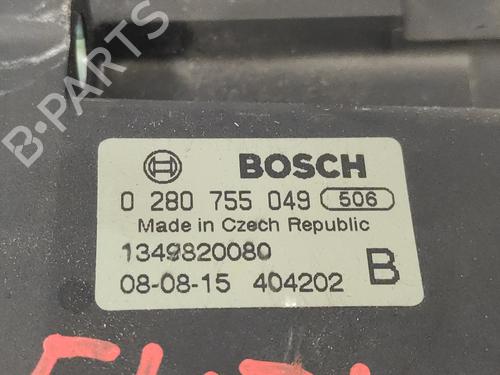 B-PARTS
BOSCH
0 280 755 049 506
Made in Czech Republic
1349820080
08-08-15 404202 B